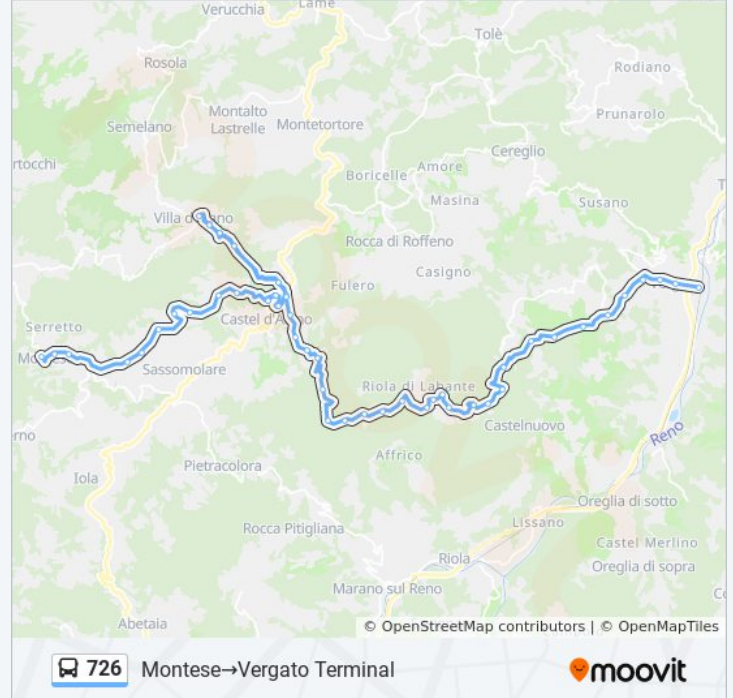 Verucchia
Lame
Tolè
Rosola
Rodiano
Montalto
Lastrelle
Montetortore
Prunarolo
Semelano
Cereglio
rtocchi
Amore
Boricelle
Masina
Susano
Villa d'
Rocca di Roffeno
Casigno
Fulero
Castel d'A
Serretto
Sassomolare
Riola di Labante
Castelnuovo
Reno
Affrico
Pietracolora
Iola
Oreglia di sotto
Lissano
Rocca Pitigliana
Castel Merlino
Riola
Oreglia di sopra
Marano sul Reno
Abetaia
© OpenStreetMap contributors | © OpenMapTiles
726 Montese→Vergato Terminal
moovit